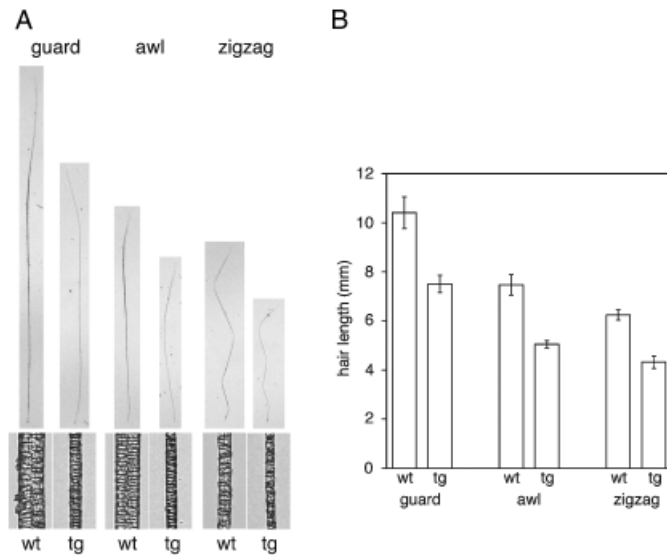 A
guard awl zigzag
wt tg wt tg wt tg
B
12
10
8
6
4
2
0
hair length (mm)
wt tg wt tg wt tg
guard awl zigzag